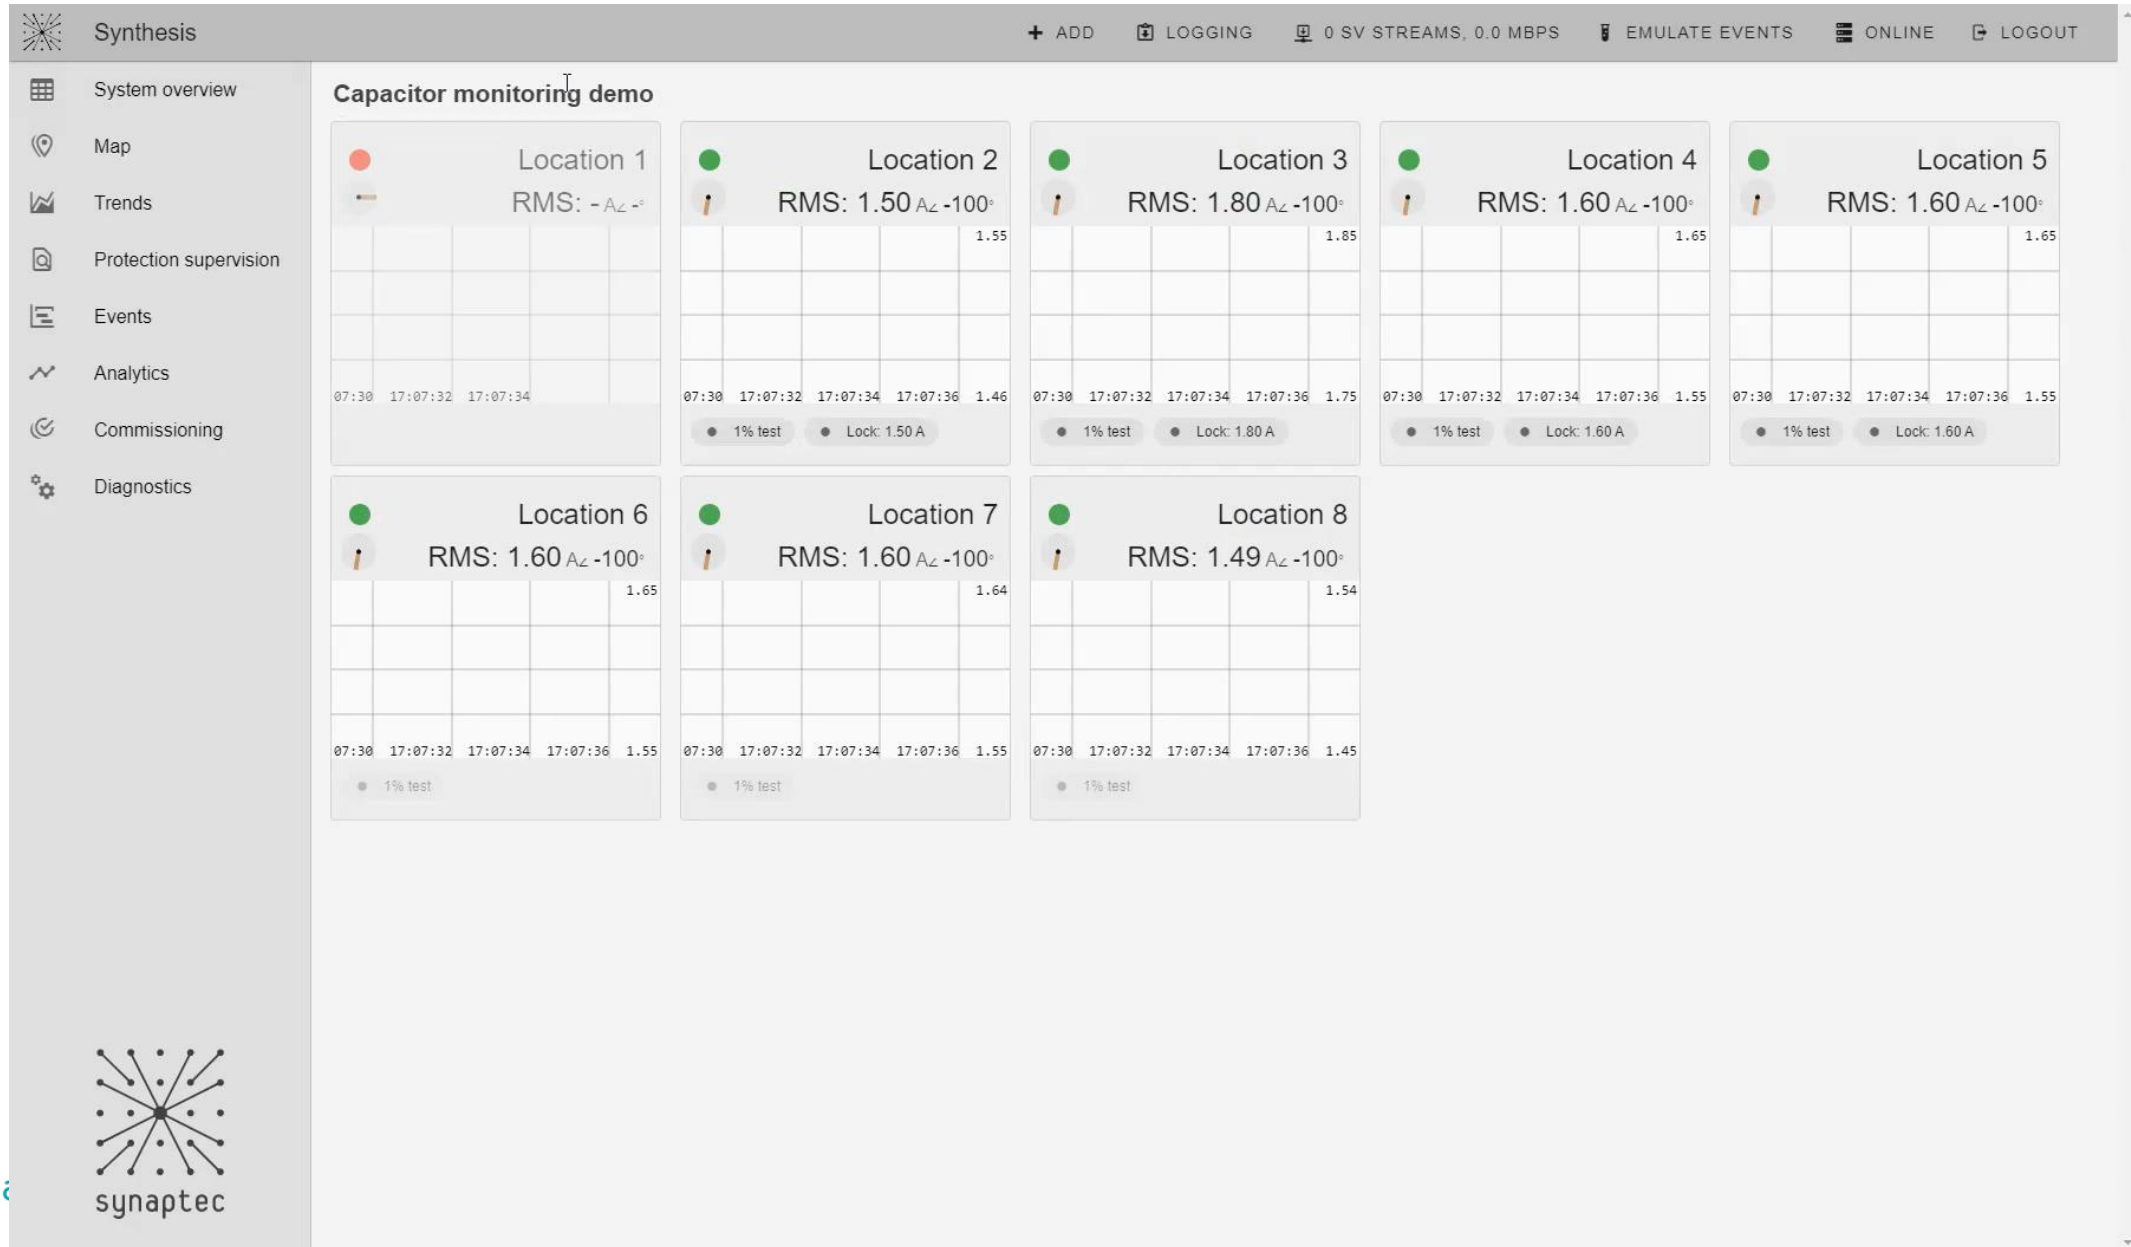 Synthesis
ADD
LOGGING
0 SV STREAMS, 0.0 MBPS
EMULATE EVENTS
ONLINE
LOGOUT
System overview
Map
Trends
Protection supervision
Events
Analytics
Commissioning
Diagnostics
synaptec
Capacitor monitoring demo
Location 1
RMS: - A∠ -°
07:30 17:07:32 17:07:34
Location 2
RMS: 1.50 A∠ -100°
1.55
07:30 17:07:32 17:07:34 17:07:36 1.46
1% test Lock: 1.50 A
Location 3
RMS: 1.80 A∠ -100°
1.85
07:30 17:07:32 17:07:34 17:07:36 1.75
1% test Lock: 1.80 A
Location 4
RMS: 1.60 A∠ -100°
1.65
07:30 17:07:32 17:07:34 17:07:36 1.55
1% test Lock: 1.60 A
Location 5
RMS: 1.60 A∠ -100°
1.65
07:30 17:07:32 17:07:34 17:07:36 1.55
1% test Lock: 1.60 A
Location 6
RMS: 1.60 A∠ -100°
1.65
07:30 17:07:32 17:07:34 17:07:36 1.55
1% test
Location 7
RMS: 1.60 A∠ -100°
1.64
07:30 17:07:32 17:07:34 17:07:36 1.55
1% test
Location 8
RMS: 1.49 A∠ -100°
1.54
07:30 17:07:32 17:07:34 17:07:36 1.45
1% test